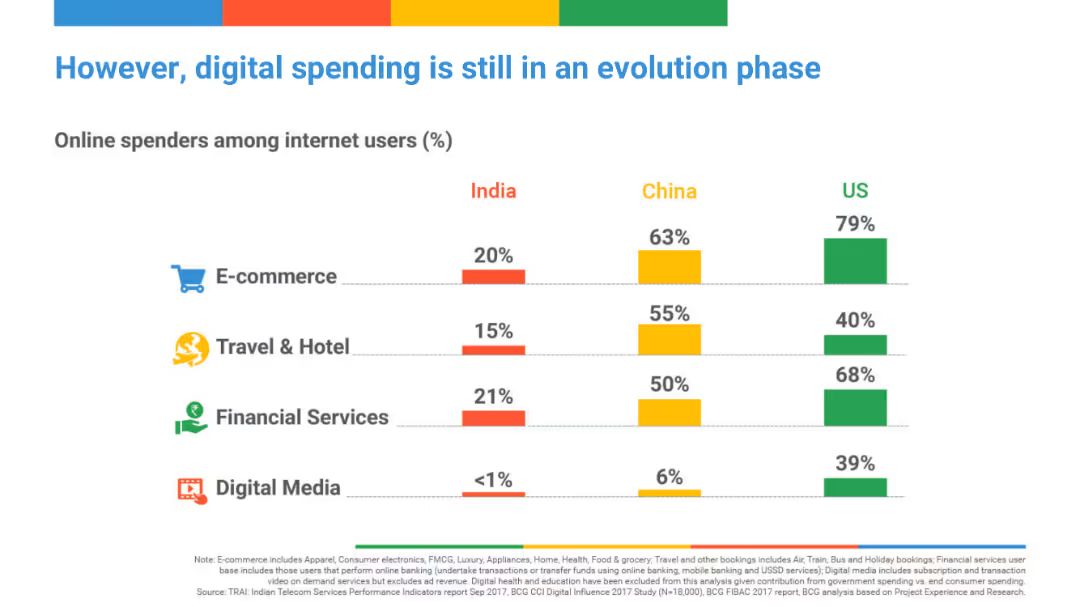 However, digital spending is still in an evolution phase
Online spenders among internet users (%)
India China US
E-commerce 20% 63% 79%
Travel & Hotel 15% 55% 40%
Financial Services 21% 50% 68%
Digital Media <1% 6% 39%
Note: E-commerce includes Apparel, Consumer electronics, FMCG, Luxury, Appliances, Home, Health, Food & grocery; Travel and other bookings includes Air, Train, Bus and Holiday bookings; Financial services user
base includes those users that perform online banking (undertake transactions or transfer funds using online banking, mobile banking and USSD services); Digital media includes subscription and transaction
video on demand services but excludes ad revenue. Digital health and education have been excluded from this analysis given contribution from government spending vs. end consumer spending.
Source: TRAI: Indian Telecom Services Performance Indicators report Sep 2017, BCG CCI Digital Influence 2017 Study (N=18,000), BCG FIBAC 2017 report, BCG analysis based on Project Experience and Research.